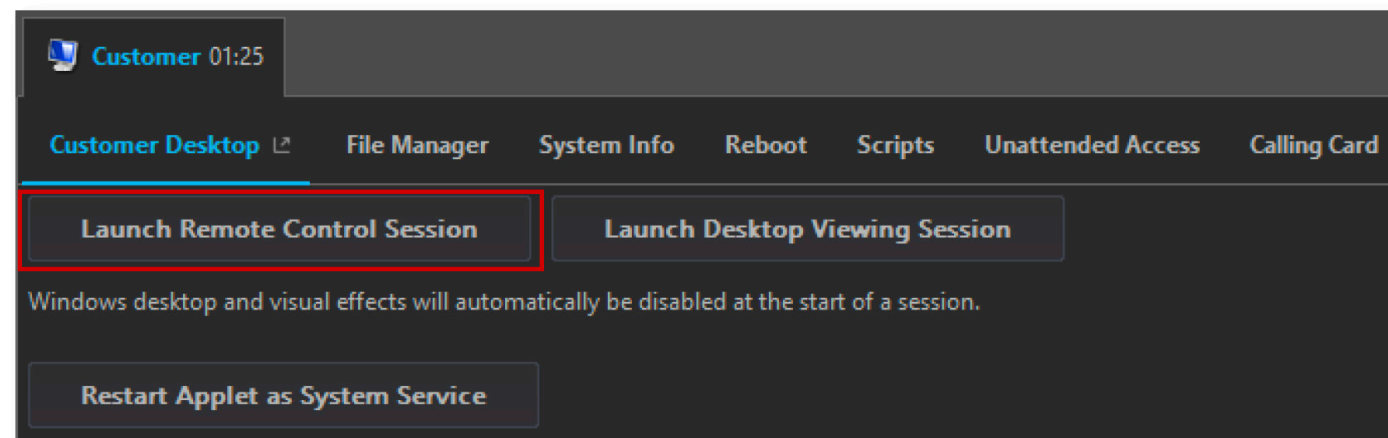 Customer 01:25
Customer Desktop File Manager System Info Reboot Scripts Unattended Access Calling Card
Launch Remote Control Session Launch Desktop Viewing Session
Windows desktop and visual effects will automatically be disabled at the start of a session.
Restart Applet as System Service